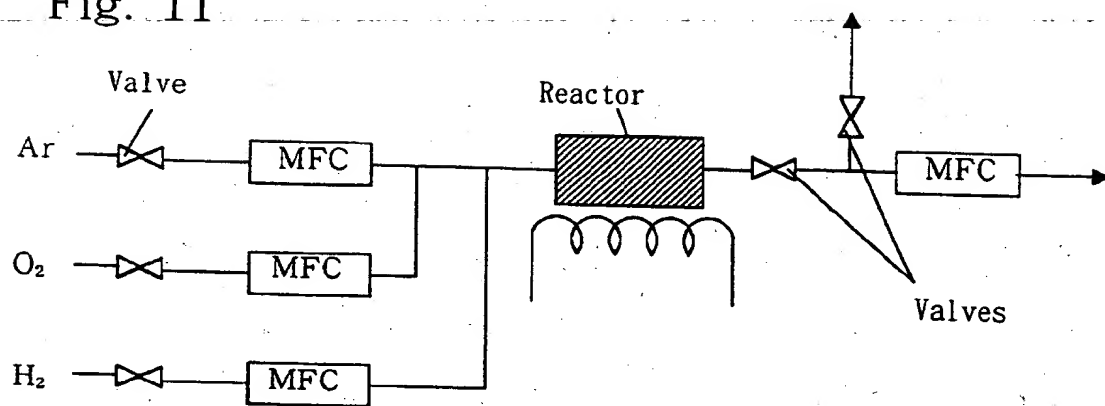 Fig. 11
Valve
Reactor
Ar
MFC
MFC
O₂
MFC
Valves
H₂
MFC